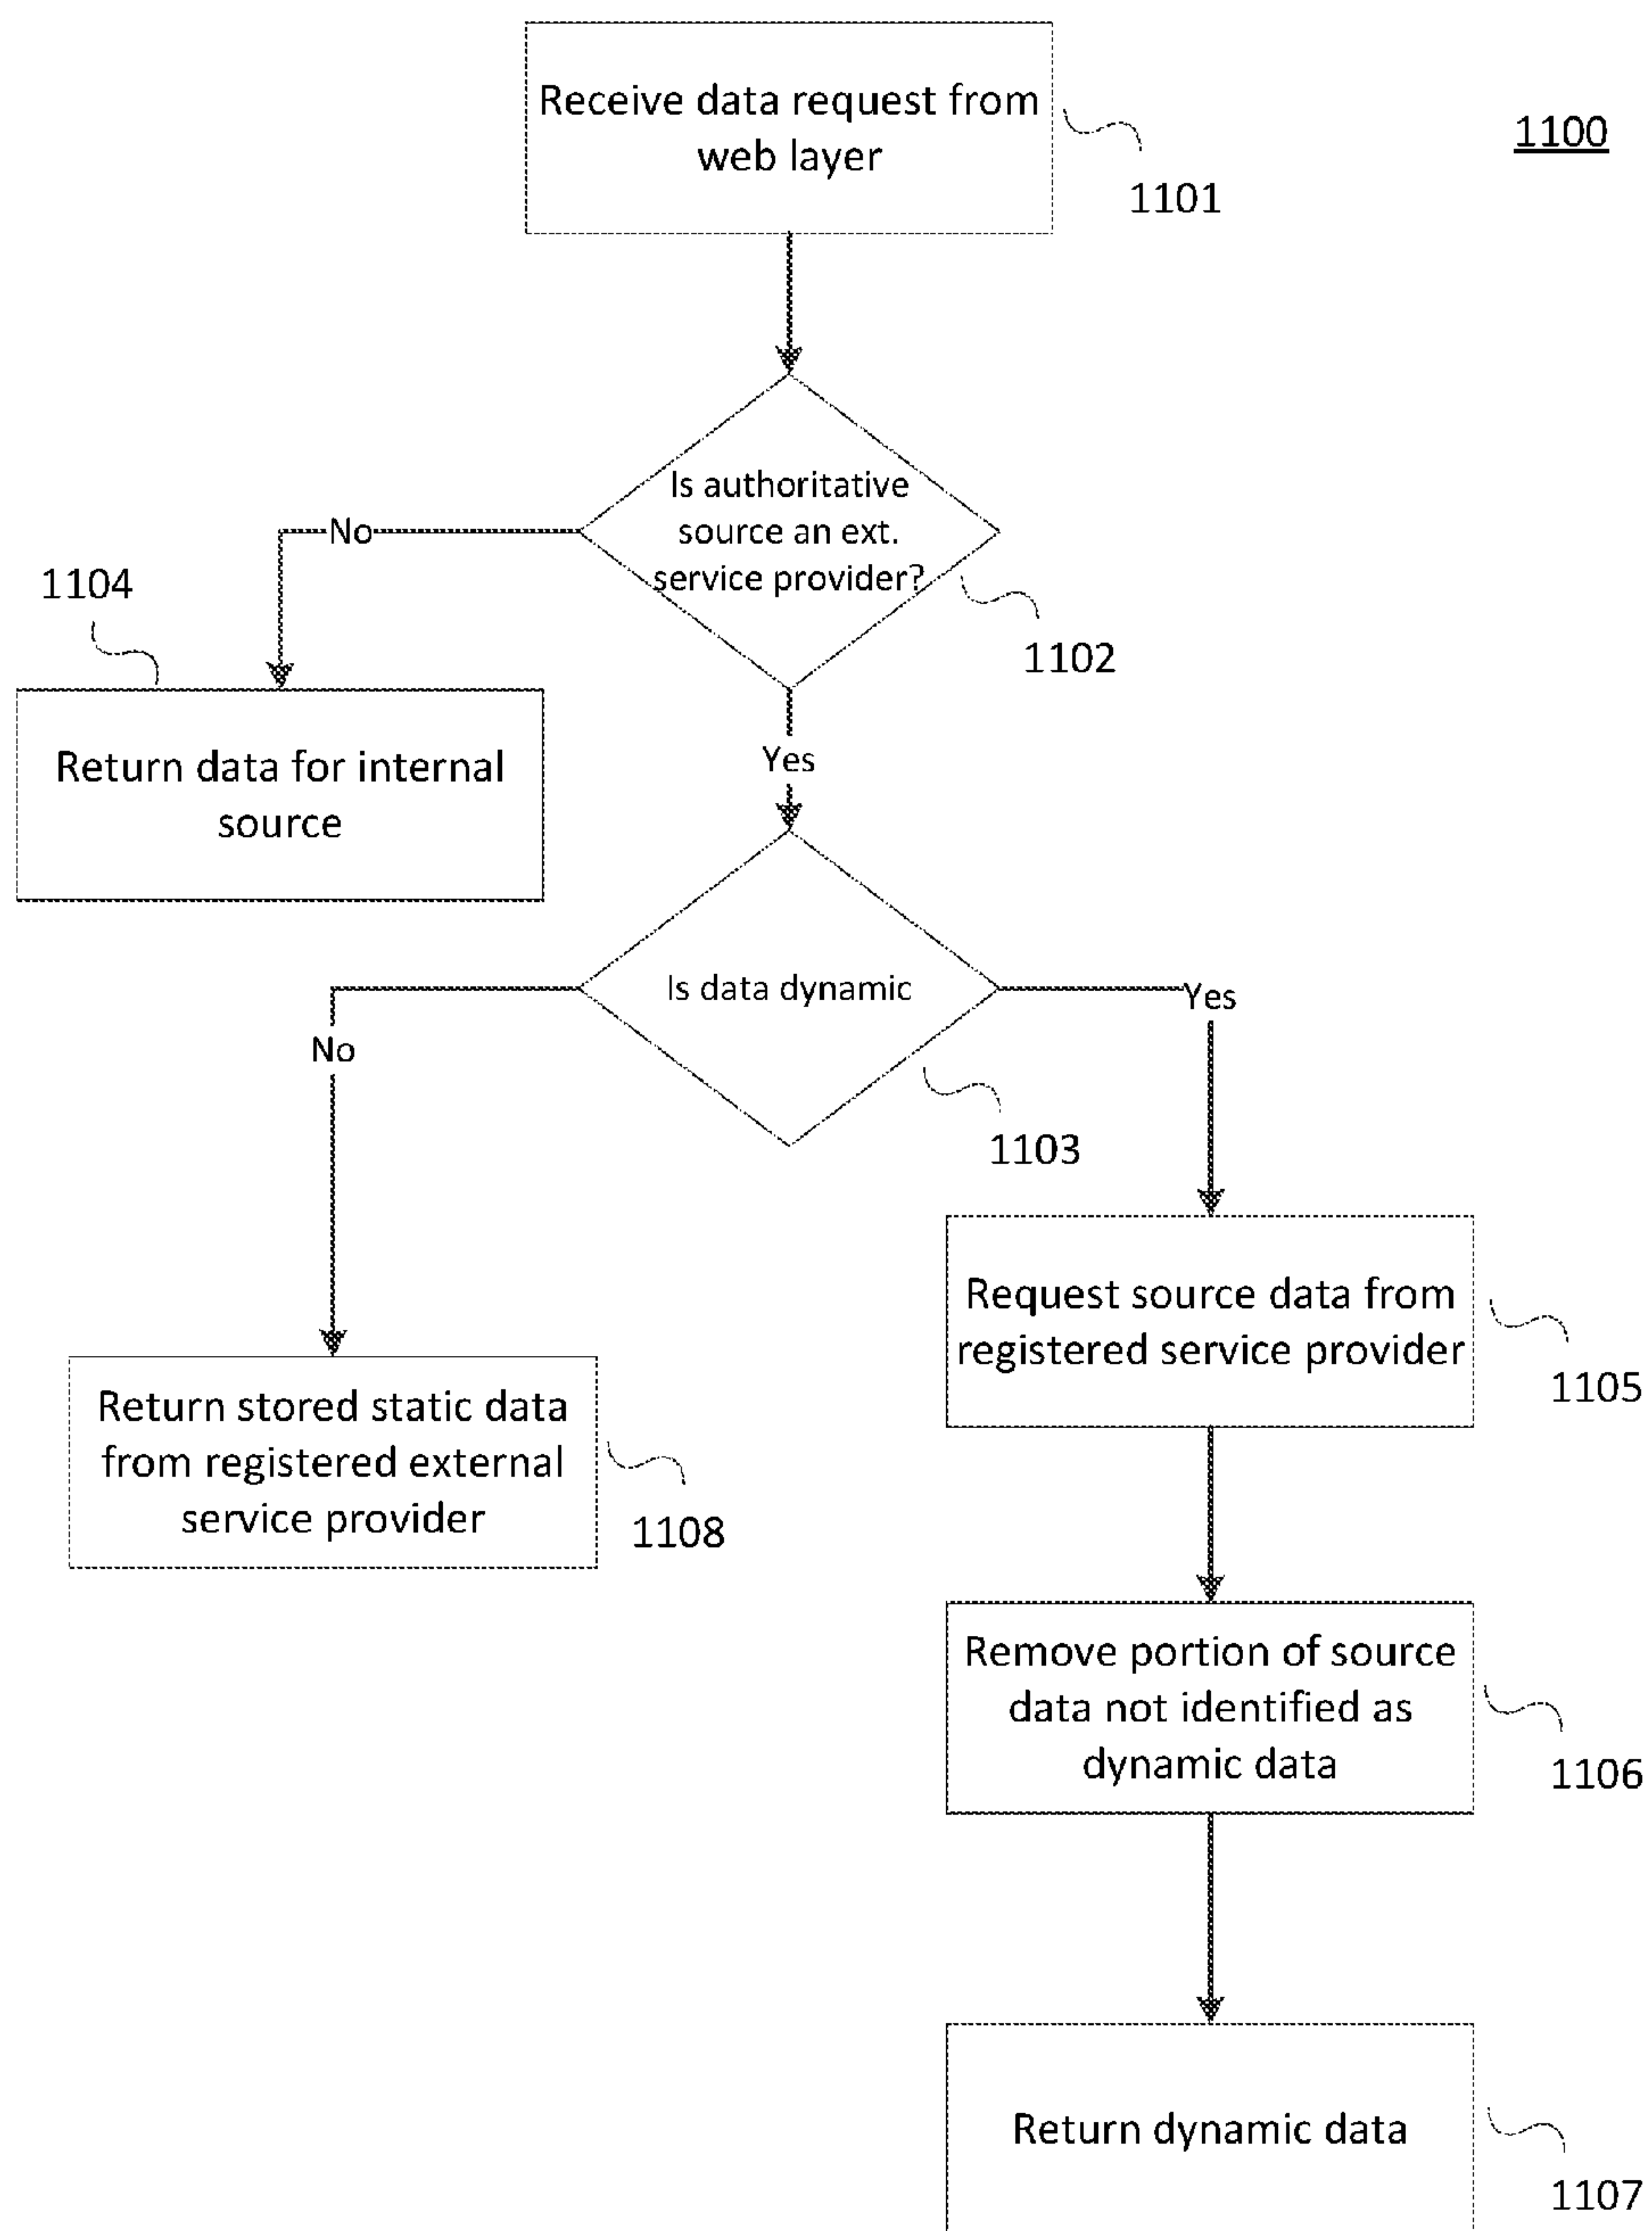 Receive data request from
web layer
1100
1101
Is authoritative
source an ext.
service provider?
No
1104
1102
Return data for internal
source
Yes
Is data dynamic
Yes
No
1103
Request source data from
registered service provider
1105
Return stored static data
from registered external
service provider
1108
Remove portion of source
data not identified as
dynamic data
1106
Return dynamic data
1107